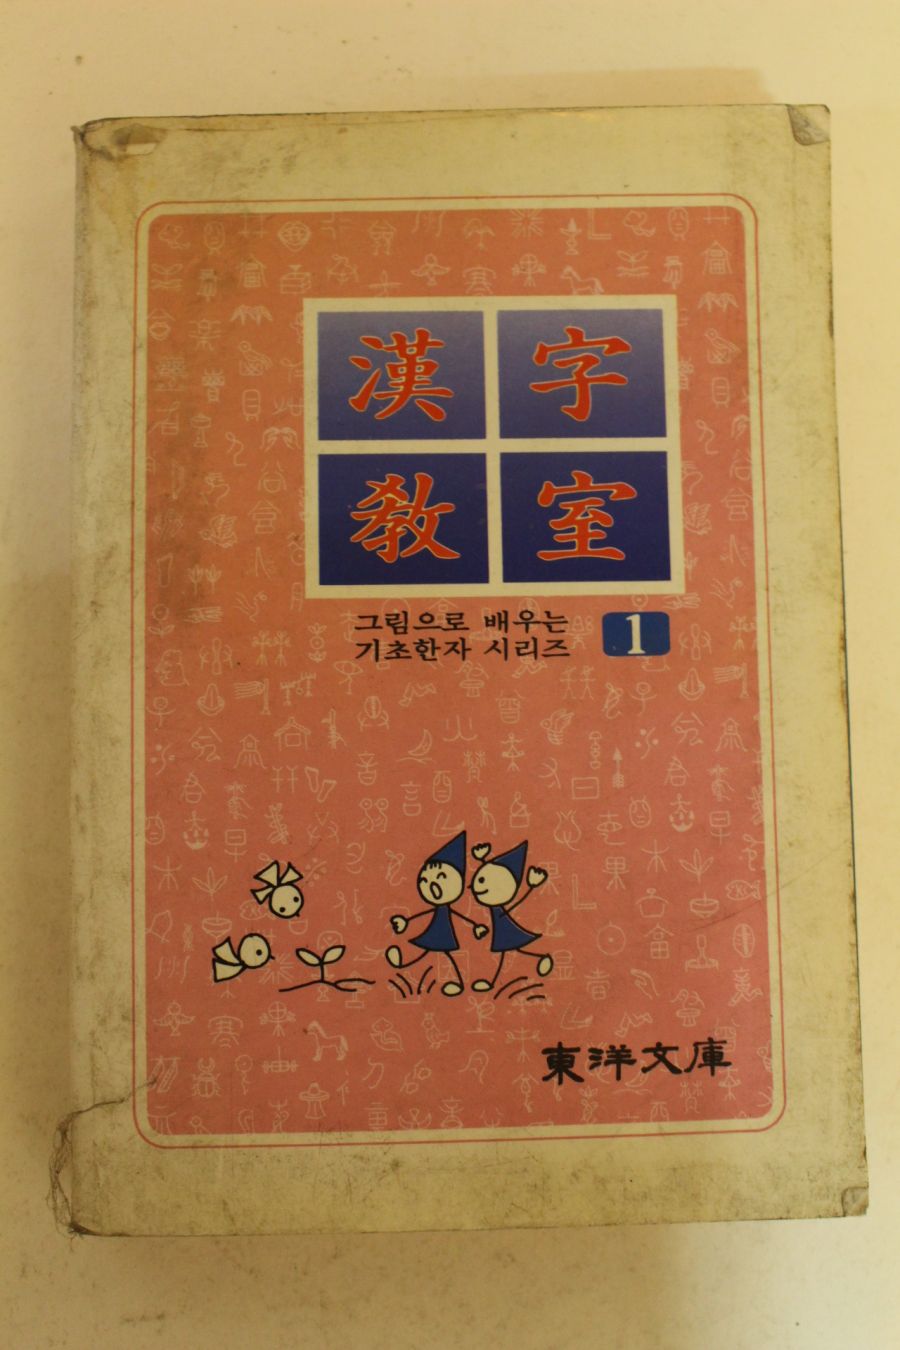 漢字
敎室
그림으로 배우는
기초한자 시리즈 1
東洋文庫